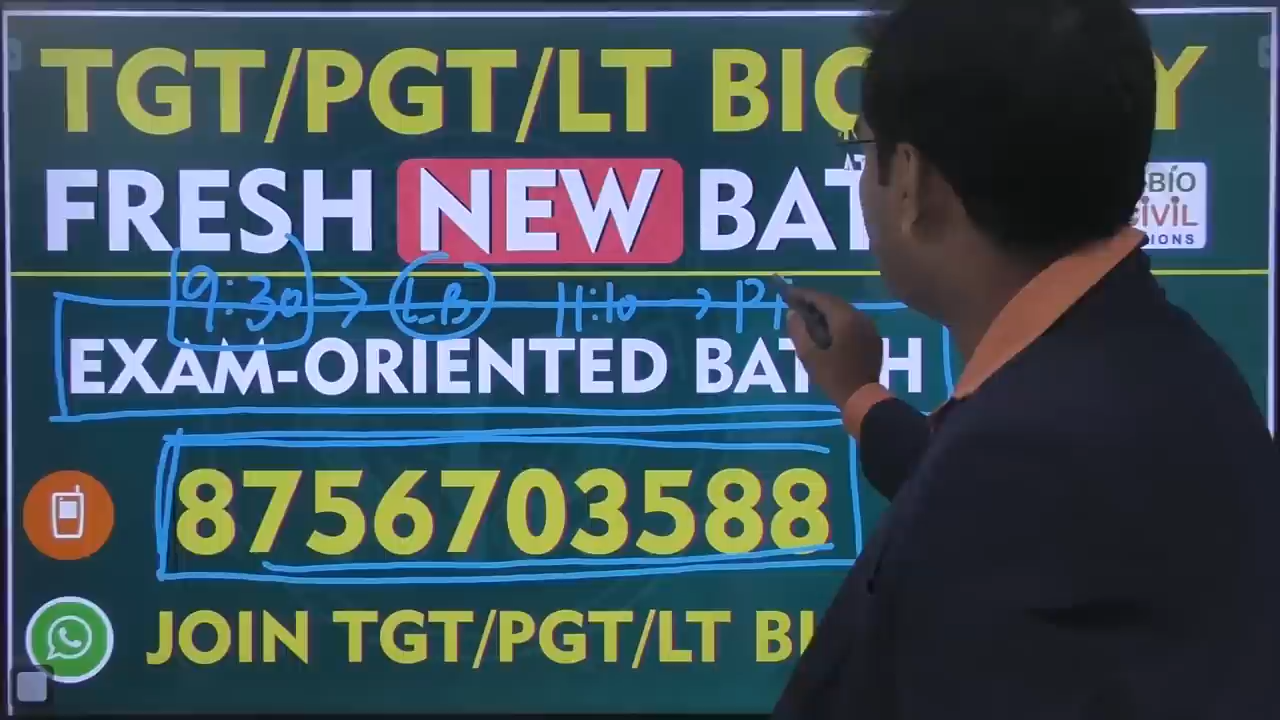 TGT/PGT/LT BIO Y
FRESH NEW BAT
BIO
CIVIL
IONS
9:30 → LB 11:10 → P
EXAM-ORIENTED BAT H
8756703588
JOIN TGT/PGT/LT BI